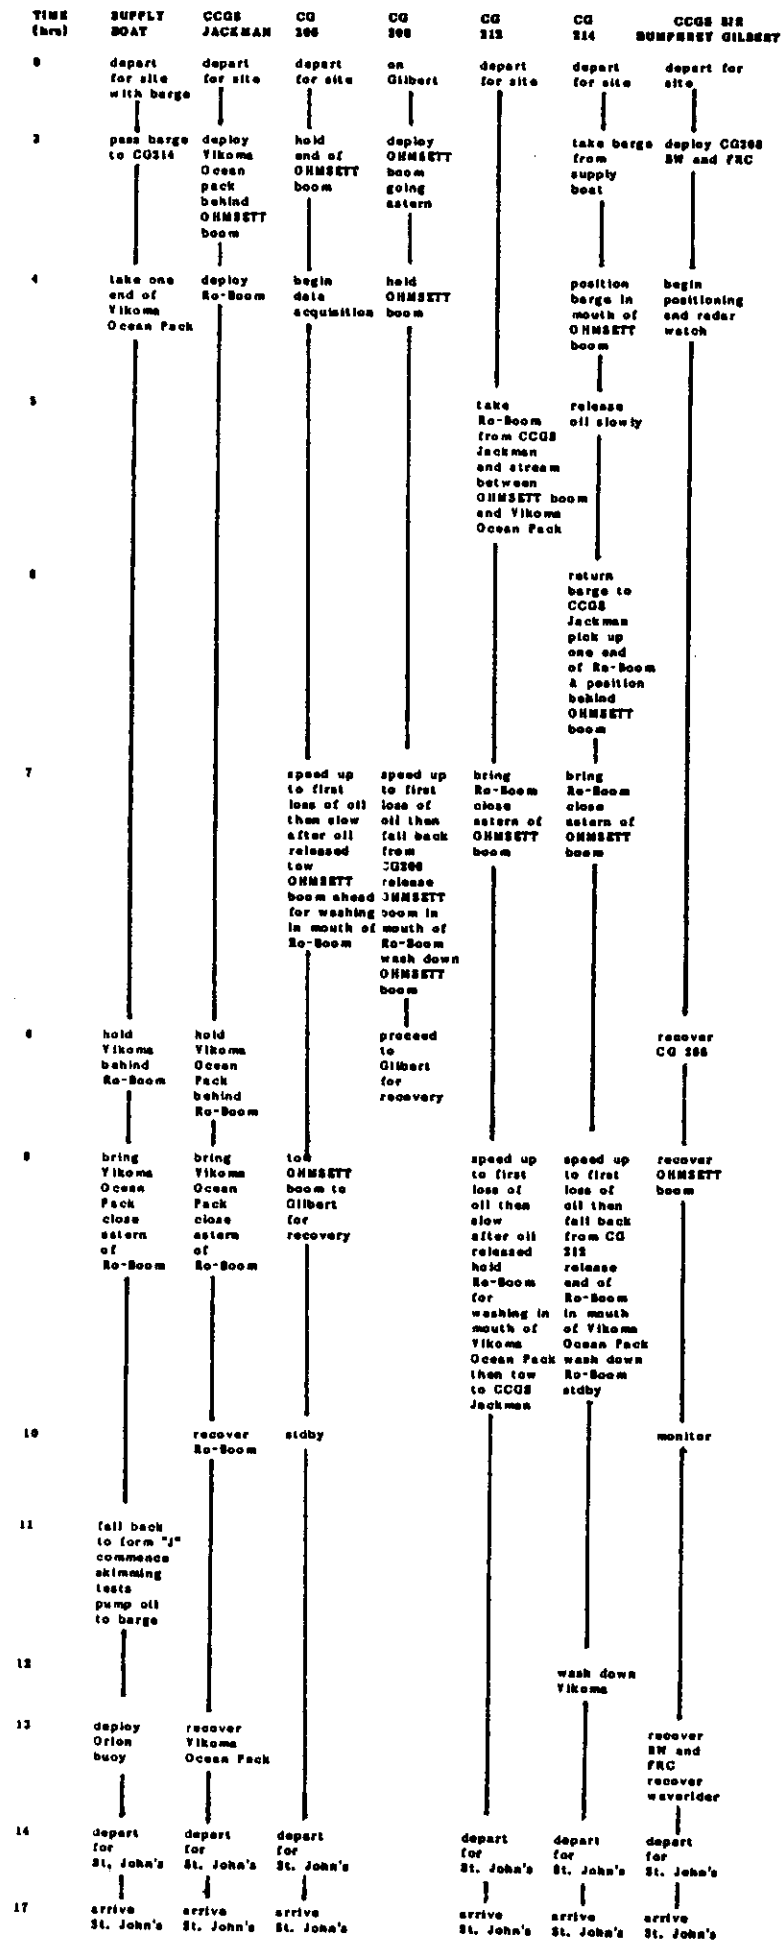 TIME
(hrs)
SUPPLY
BOAT
CCGS
JACKMAN
CG
206
CG
208
CG
212
CG
214
CCGS SIR
HUMPHREY GILBERT
0
depart
for site
with barge
depart
for site
depart
for site
on
Gilbert
depart
for site
depart
for site
depart for
site
3
pass barge
to CG214
deploy
Vikoma
Ocean
pack
behind
OHMSETT
boom
hold
end of
OHMSETT
boom
deploy
OHMSETT
boom
going
astern
take barge
from
supply
boat
deploy CG208
BW and FRC
4
take one
end of
Vikoma
Ocean Pack
deploy
Ro-Boom
begin
data
acquisition
hold
OHMSETT
boom
position
barge in
mouth of
OHMSETT
boom
begin
positioning
and radar
watch
5
take
Ro-Boom
from CCGS
Jackman
and stream
between
OHMSETT boom
and Vikoma
Ocean Pack
release
oil slowly
6
return
barge to
CCGS
Jackman
pick up
one end
of Ro-Boom
& position
behind
OHMSETT
boom
7
speed up
to first
loss of oil
then slow
after oil
released
tow
OHMSETT
boom ahead
for washing
in mouth of
Ro-Boom
speed up
to first
loss of
oil then
fall back
from
CG206
release
OHMSETT
boom in
mouth of
Ro-Boom
wash down
OHMSETT
boom
bring
Ro-Boom
close
astern of
OHMSETT
boom
bring
Ro-Boom
close
astern of
OHMSETT
boom
8
hold
Vikoma
behind
Ro-Boom
hold
Vikoma
Ocean
Pack
behind
Ro-Boom
proceed
to
Gilbert
for
recovery
recover
CG 208
9
bring
Vikoma
Ocean
Pack
close
astern
of
Ro-Boom
bring
Vikoma
Ocean
Pack
close
astern
of
Ro-Boom
tow
OHMSETT
boom to
Gilbert
for
recovery
speed up
to first
loss of
oil then
slow
after oil
released
hold
Ro-Boom
for
washing in
mouth of
Vikoma
Ocean Pack
then tow
to CCGS
Jackman
speed up
to first
loss of
oil then
fall back
from CG
212
release
end of
Ro-Boom
in mouth
of Vikoma
Ocean Pack
wash down
Ro-Boom
stdby
recover
OHMSETT
boom
10
recover
Ro-Boom
stdby
monitor
11
fall back
to form "J"
commence
skimming
tests
pump oil
to barge
12
wash down
Vikoma
13
deploy
Orion
buoy
recover
Vikoma
Ocean Pack
recover
BW and
FRC
recover
waverider
14
depart
for
St. John's
depart
for
St. John's
depart
for
St. John's
depart
for
St. John's
depart
for
St. John's
depart
for
St. John's
17
arrive
St. John's
arrive
St. John's
arrive
St. John's
arrive
St. John's
arrive
St. John's
arrive
St. John's